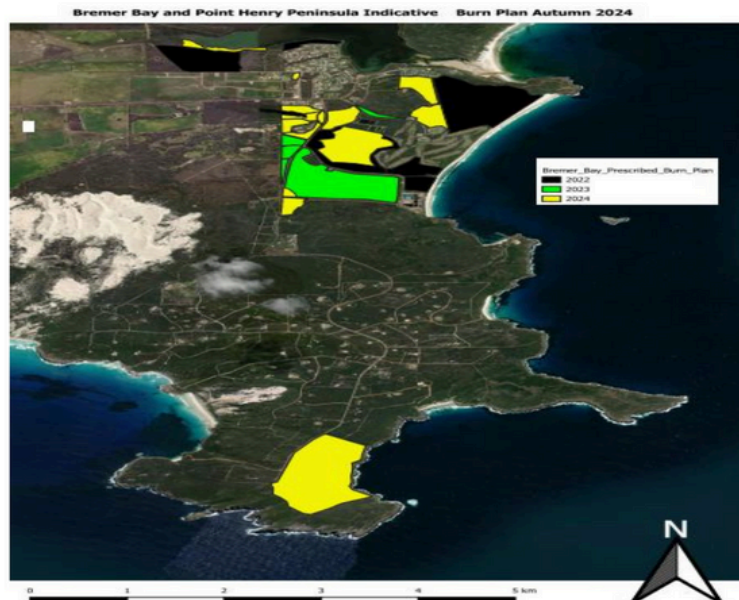 Bremer Bay and Point Henry Peninsula Indicative Burn Plan Autumn 2024
Bremer_Bay_Prescribed_Burn_Plan
2022
2023
2024
N
0 1 2 3 4 5 km